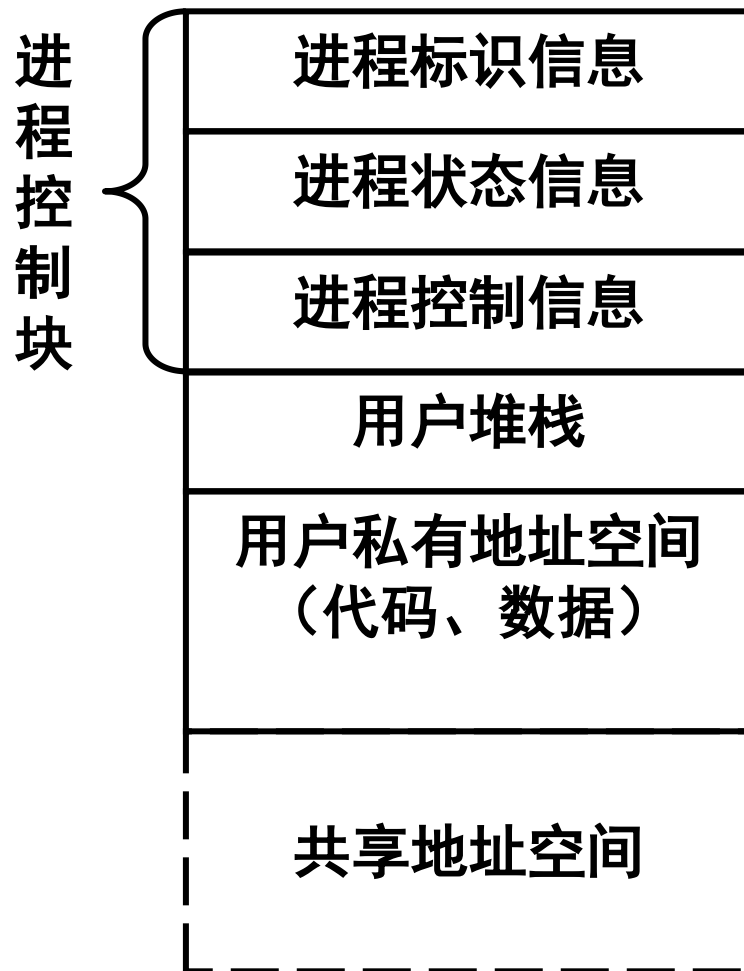 进程控制块
进程标识信息
进程状态信息
进程控制信息
用户堆栈
用户私有地址空间
（代码、数据）
共享地址空间